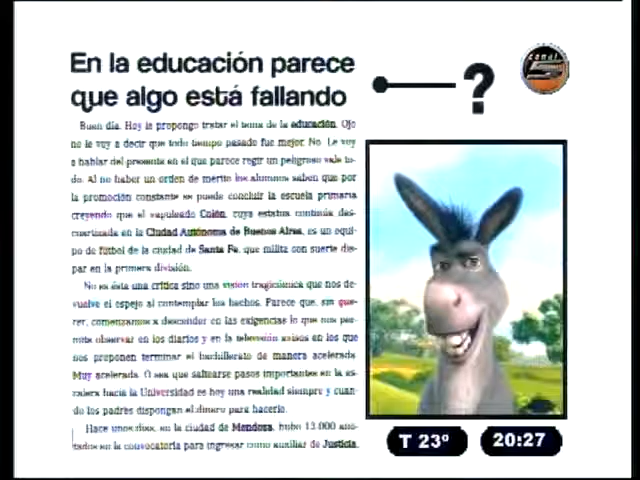 En la educación parece
que algo está fallando
?
canal
5
Buen día. Hoy le propongo tratar el tema de la educación. Ojo
no le voy a decir que todo tiempo pasado fue mejor. No. Le voy
a hablar del presente en el que parece regir un peligroso vale to-
do. Al no haber un orden de mérito los alumnos saben que por
la promoción constante se puede concluir la escuela primaria
creyendo que el vapuleado Colón, cuya estatua continúa des-
cuartizada en la Ciudad Autónoma de Buenos Aires, es un equi-
po de fútbol de la ciudad de Santa Fe, que milita con suerte dis-
par en la primera división.
No es ésta una crítica sino una visión tragicómica que nos de-
vuelve el espejo al contemplar los hechos. Parece que, sin que-
rer, comenzamos a descender en las exigencias lo que nos per-
mite observar en los diarios y en la televisión avisos en los que
nos proponen terminar el bachillerato de manera acelerada.
Muy acelerada. O sea que saltearse pasos importantes en la es-
calera hacia la Universidad es hoy una realidad siempre y cuan-
do los padres dispongan el dinero para hacerlo.
Hace unos días, en la ciudad de Mendoza, hubo 13.000 ano-
tados en la convocatoria para ingresar como auxiliar de Justicia.
T 23º
20:27